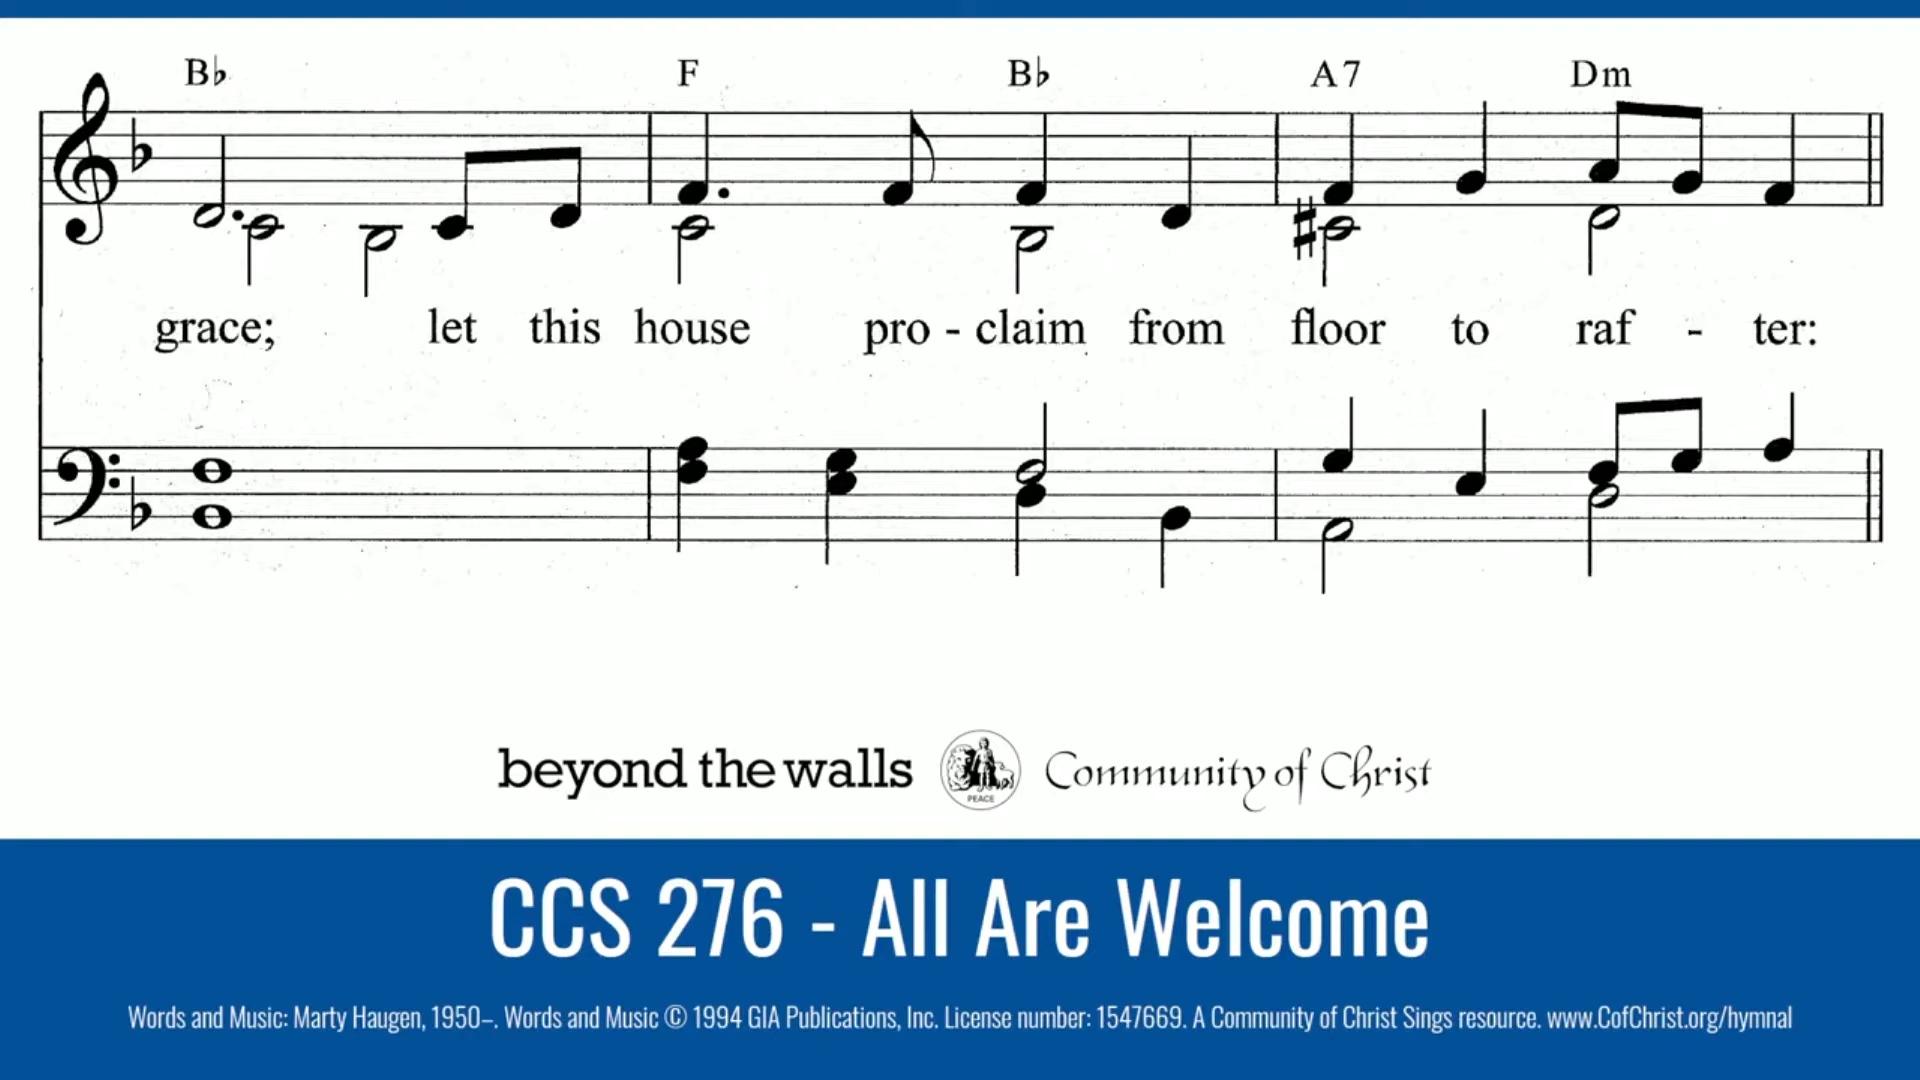 B♭ F B♭ A7 Dm
grace; let this house pro - claim from floor to raf - ter:
beyond the walls PEACE Community of Christ
CCS 276 - All Are Welcome
Words and Music: Marty Haugen, 1950–. Words and Music © 1994 GIA Publications, Inc. License number: 1547669. A Community of Christ Sings resource. www.CofChrist.org/hymnal